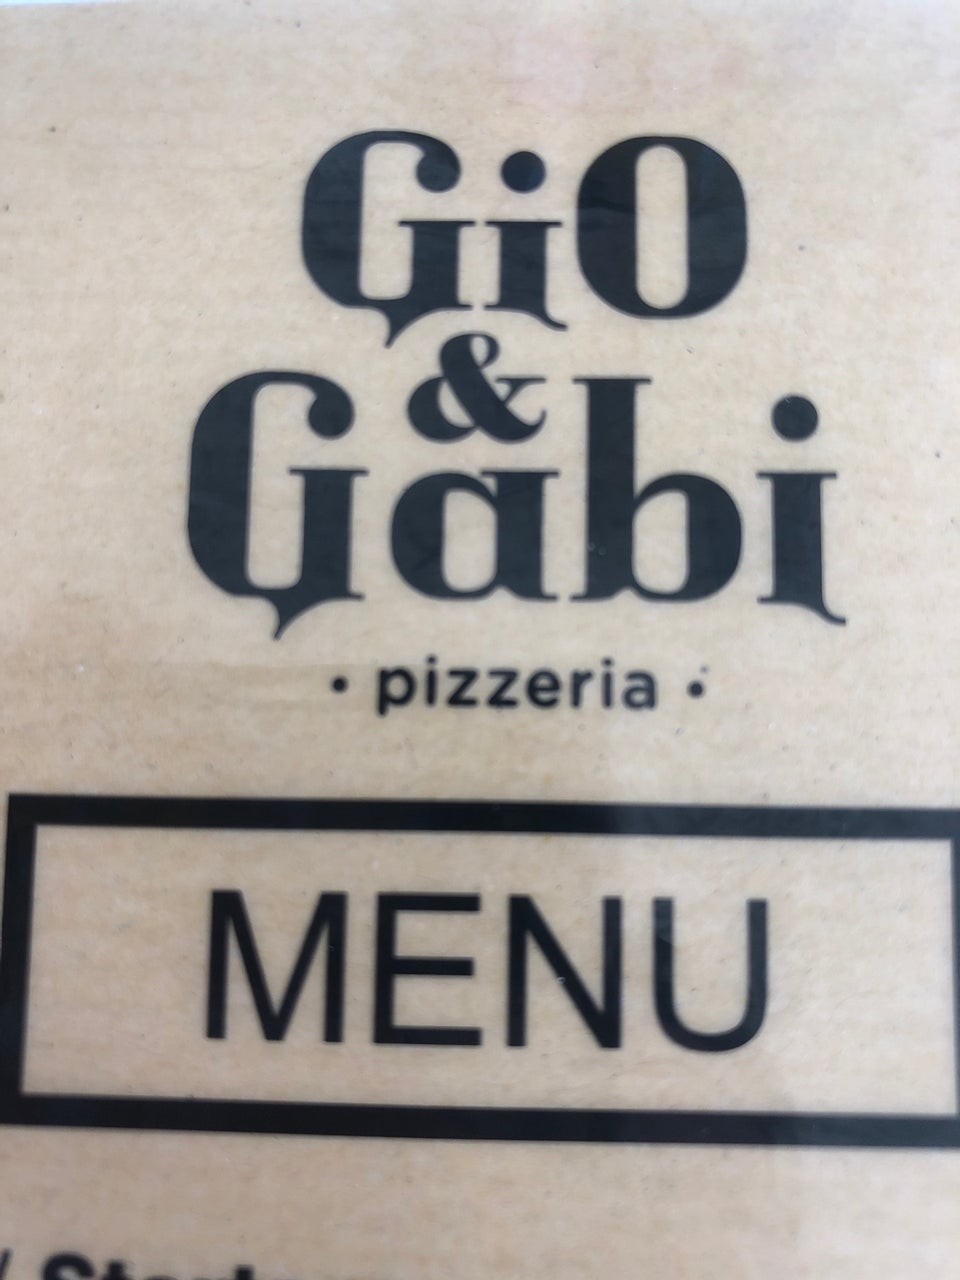 GiO
&
Gabi
• pizzeria •
MENU